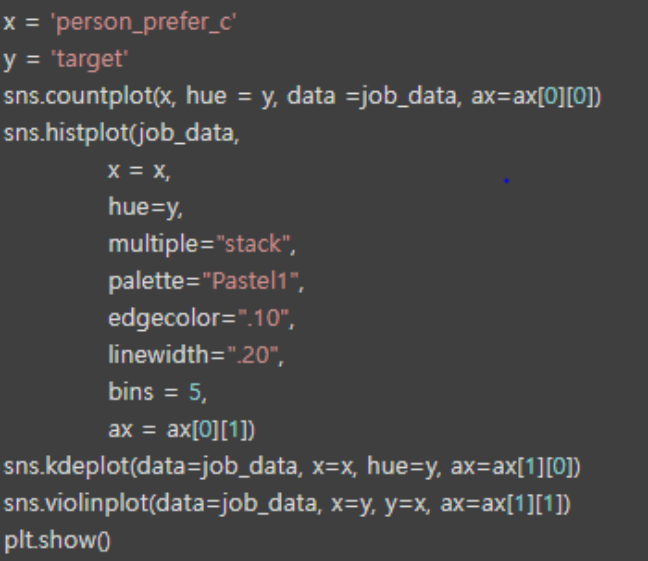 x = 'person_prefer_c'
y = 'target'
sns.countplot(x, hue = y, data =job_data, ax=ax[0][0])
sns.histplot(job_data,
x = x,
hue=y,
multiple="stack",
palette="Pastel1",
edgecolor=".10",
linewidth=".20",
bins = 5,
ax = ax[0][1])
sns.kdeplot(data=job_data, x=x, hue=y, ax=ax[1][0])
sns.violinplot(data=job_data, x=y, y=x, ax=ax[1][1])
plt.show()